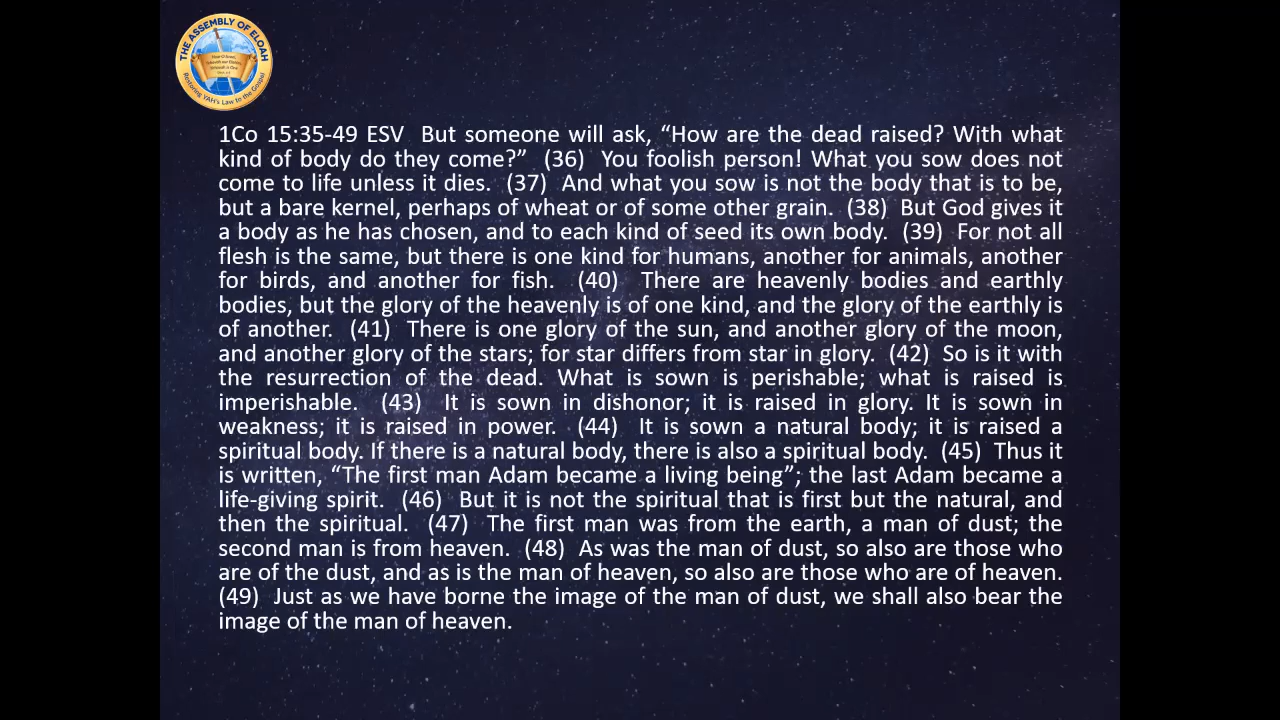 THE ASSEMBLY OF ELOAH
Restoring YAH's Law to the Gospel
1Co 15:35-49 ESV  But someone will ask, “How are the dead raised? With what
kind of body do they come?”  (36)  You foolish person! What you sow does not
come to life unless it dies.  (37)  And what you sow is not the body that is to be,
but a bare kernel, perhaps of wheat or of some other grain.  (38)  But God gives it
a body as he has chosen, and to each kind of seed its own body.  (39)  For not all
flesh is the same, but there is one kind for humans, another for animals, another
for birds, and another for fish.  (40)  There are heavenly bodies and earthly
bodies, but the glory of the heavenly is of one kind, and the glory of the earthly is
of another.  (41)  There is one glory of the sun, and another glory of the moon,
and another glory of the stars; for star differs from star in glory.  (42)  So is it with
the resurrection of the dead. What is sown is perishable; what is raised is
imperishable.  (43)  It is sown in dishonor; it is raised in glory. It is sown in
weakness; it is raised in power.  (44)  It is sown a natural body; it is raised a
spiritual body. If there is a natural body, there is also a spiritual body.  (45)  Thus it
is written, “The first man Adam became a living being”; the last Adam became a
life-giving spirit.  (46)  But it is not the spiritual that is first but the natural, and
then the spiritual.  (47)  The first man was from the earth, a man of dust; the
second man is from heaven.  (48)  As was the man of dust, so also are those who
are of the dust, and as is the man of heaven, so also are those who are of heaven.
(49)  Just as we have borne the image of the man of dust, we shall also bear the
image of the man of heaven.